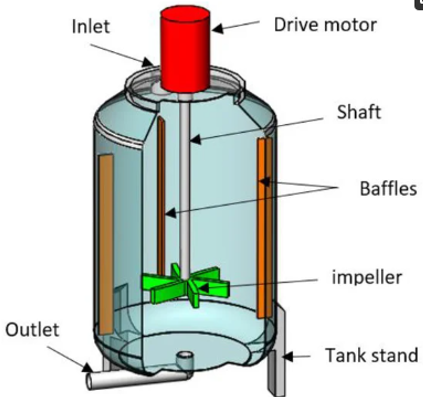 Inlet
Drive motor
Shaft
Baffles
impeller
Outlet
Tank stand